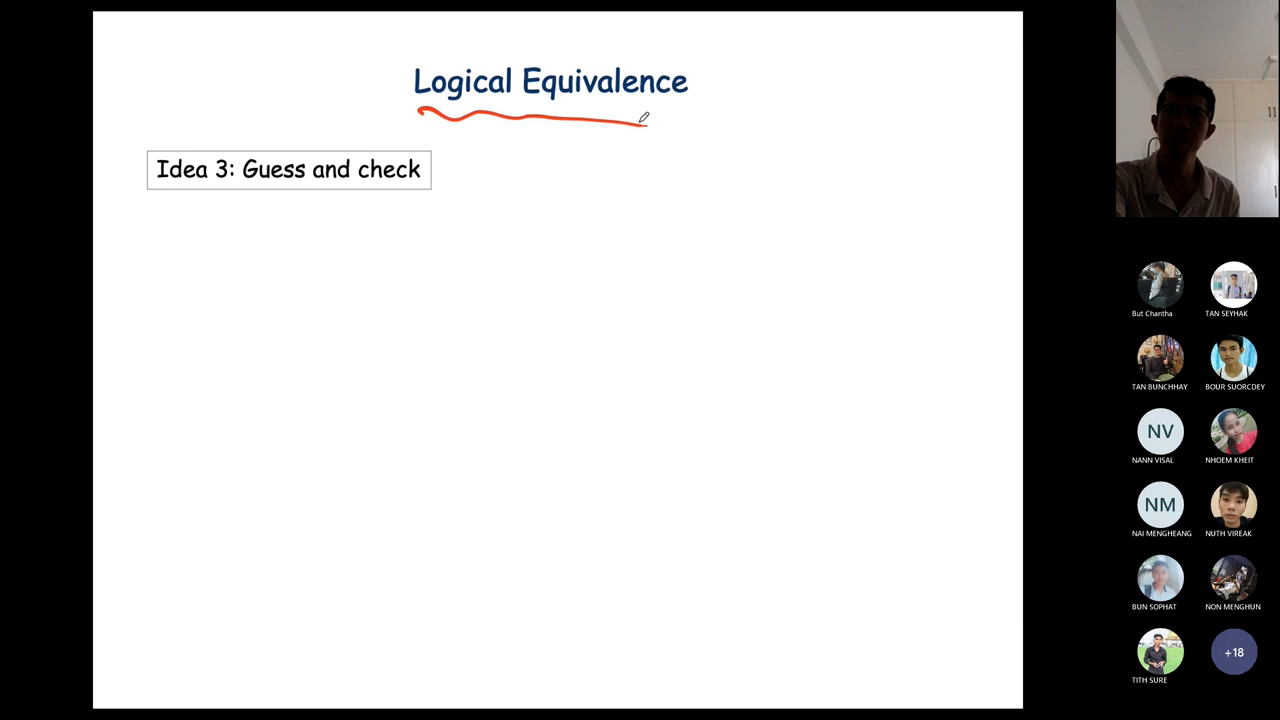 Logical Equivalence
Idea 3: Guess and check
But Chantha
TAN SEYHAK
TAN BUNCHHAY
BOUR SUORCDEY
NV
NANN VISAL
NHOEM KHEIT
NM
NAI MENGHEANG
NUTH VIREAK
BUN SOPHAT
NON MENGHUN
TITH SURE
+18